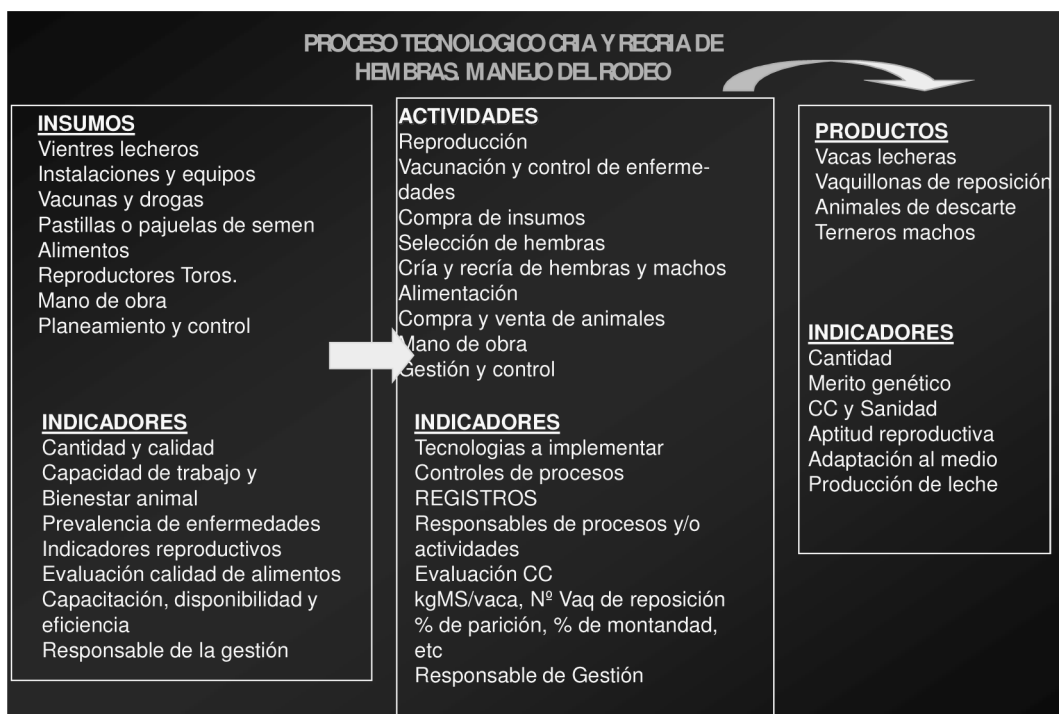 PROCESO TECNOLOGICO CRIA Y RECRIA DE
HEMBRAS. MANEJO DEL RODEO
INSUMOS
Vientres lecheros
Instalaciones y equipos
Vacunas y drogas
Pastillas o pajuelas de semen
Alimentos
Reproductores Toros.
Mano de obra
Planeamiento y control
INDICADORES
Cantidad y calidad
Capacidad de trabajo y
Bienestar animal
Prevalencia de enfermedades
Indicadores reproductivos
Evaluación calidad de alimentos
Capacitación, disponibilidad y
eficiencia
Responsable de la gestión
ACTIVIDADES
Reproducción
Vacunación y control de enferme-
dades
Compra de insumos
Selección de hembras
Cría y recría de hembras y machos
Alimentación
Compra y venta de animales
Mano de obra
Gestión y control
INDICADORES
Tecnologias a implementar
Controles de procesos
REGISTROS
Responsables de procesos y/o
actividades
Evaluación CC
kgMS/vaca, Nº Vaq de reposición
% de parición, % de montandad,
etc
Responsable de Gestión
PRODUCTOS
Vacas lecheras
Vaquillonas de reposición
Animales de descarte
Terneros machos
INDICADORES
Cantidad
Merito genético
CC y Sanidad
Aptitud reproductiva
Adaptación al medio
Producción de leche